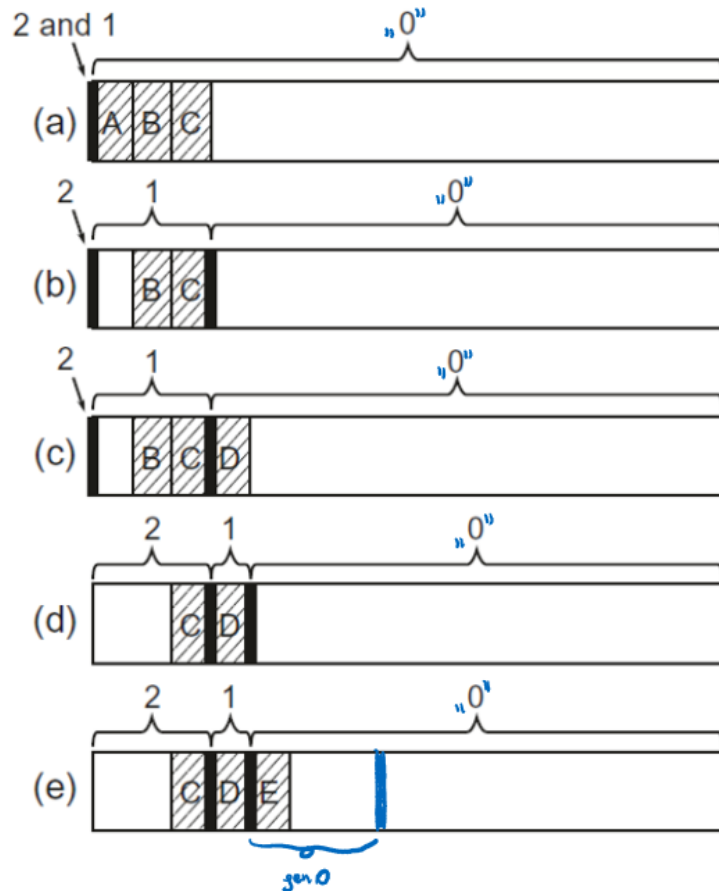 2 and 1 „0”
(a) A B C
2 1 „0”
(b) B C
2 1 „0”
(c) B C D
2 1 „0”
(d) C D
2 1 „0”
(e) C D E
gen 0